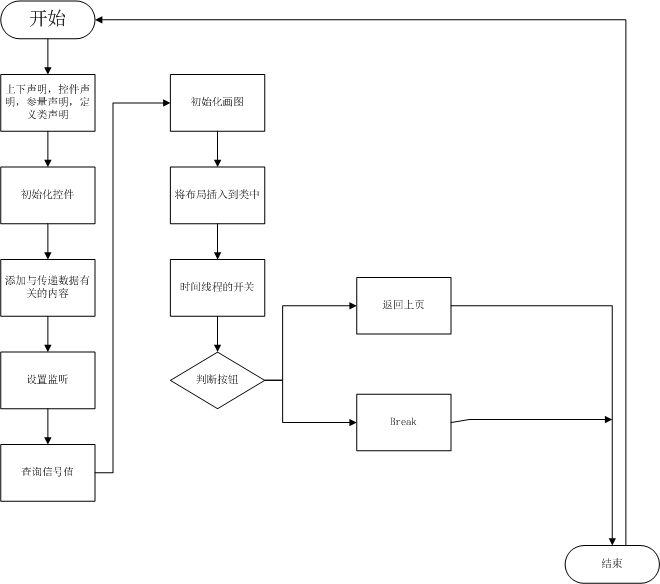 开始
上下声明，控件声
明，参量声明，定
义类声明
初始化控件
添加与传递数据有
关的内容
设置监听
查询信号值
初始化画图
将布局插入到类中
时间线程的开关
判断按钮
返回上页
Break
结束